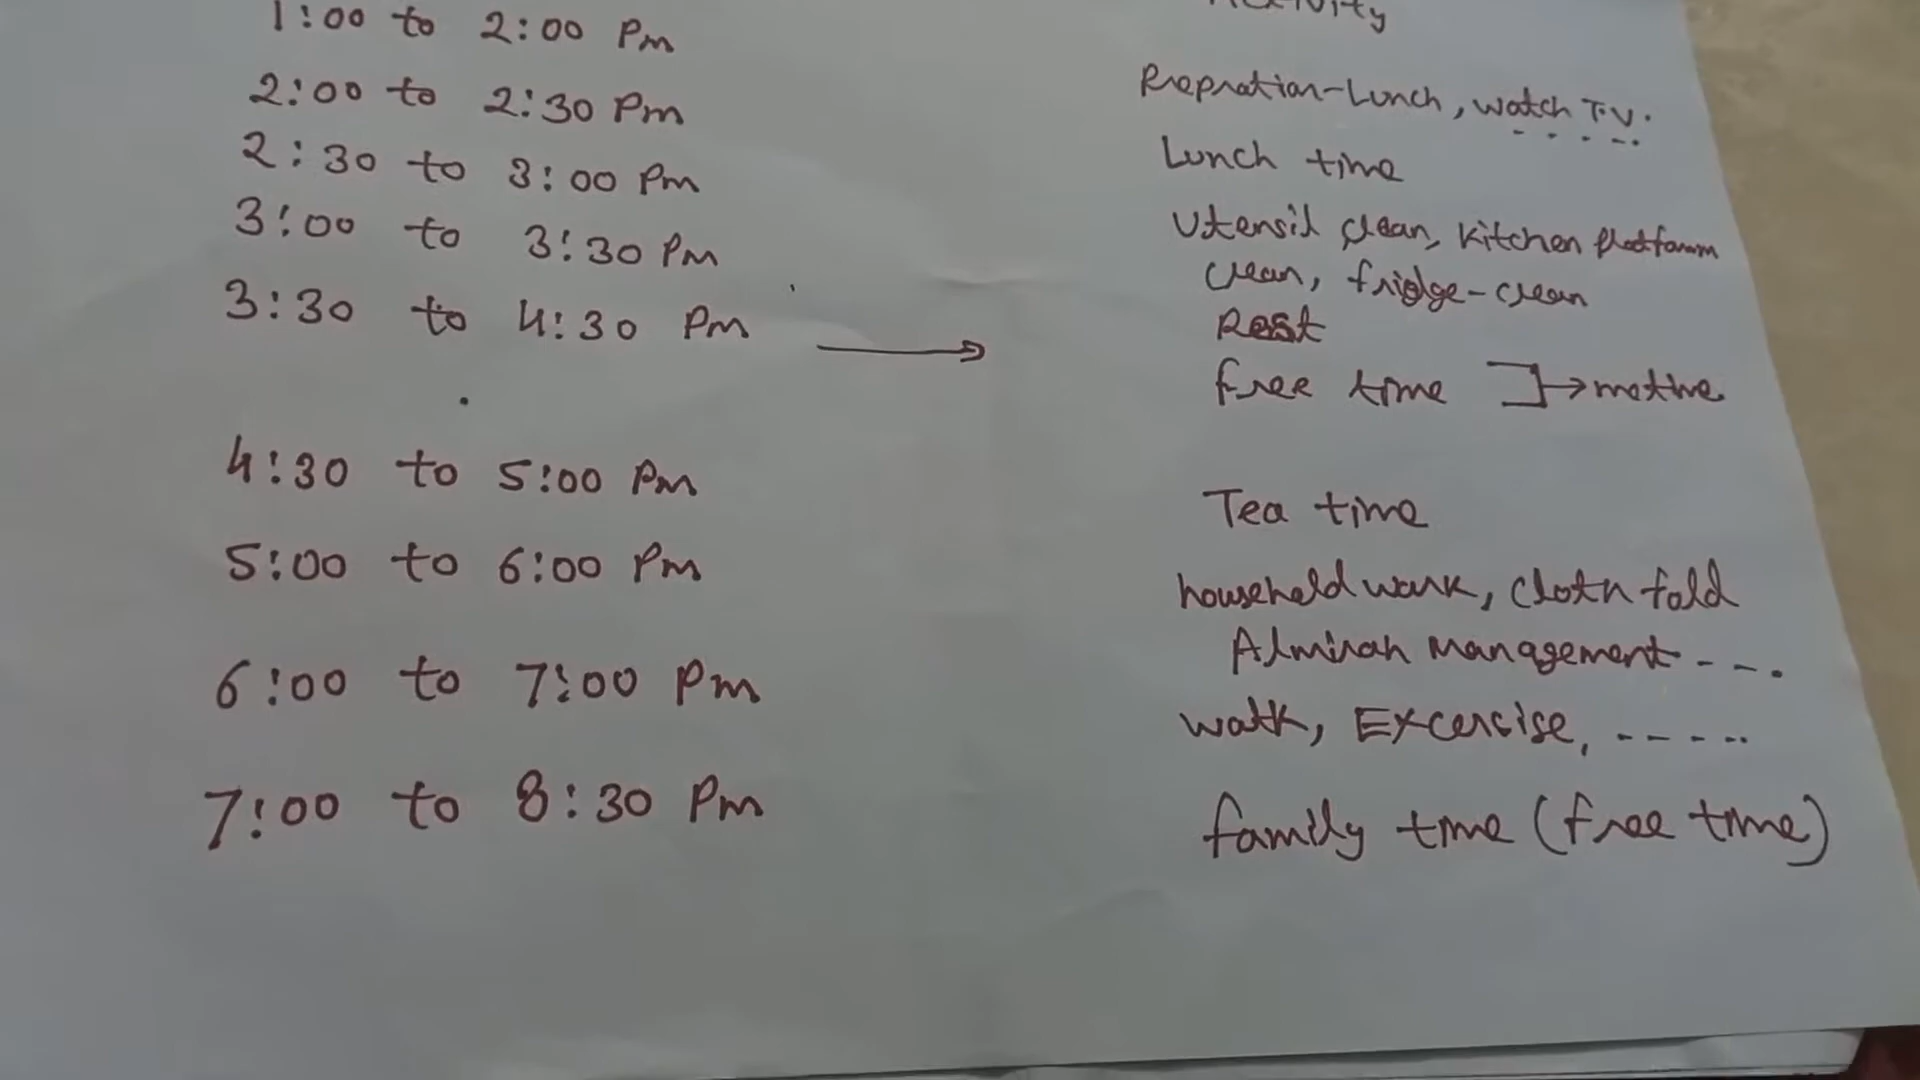 Activity
1:00 to 2:00 Pm
Prepration-Lunch, watch T.V.
2:00 to 2:30 Pm
Lunch time
2:30 to 3:00 Pm
Utensil clean, Kitchen platform
clean, fridge-clean
3:00 to 3:30 Pm
Rest
3:30 to 4:30 Pm →
free time ]→
4:30 to 5:00 Pm
Tea time
5:00 to 6:00 Pm
household work, cloth fold
Almirah management - - -.
6:00 to 7:00 Pm
walk, Excercise, - - - - -
7:00 to 8:30 Pm
family time (free time)